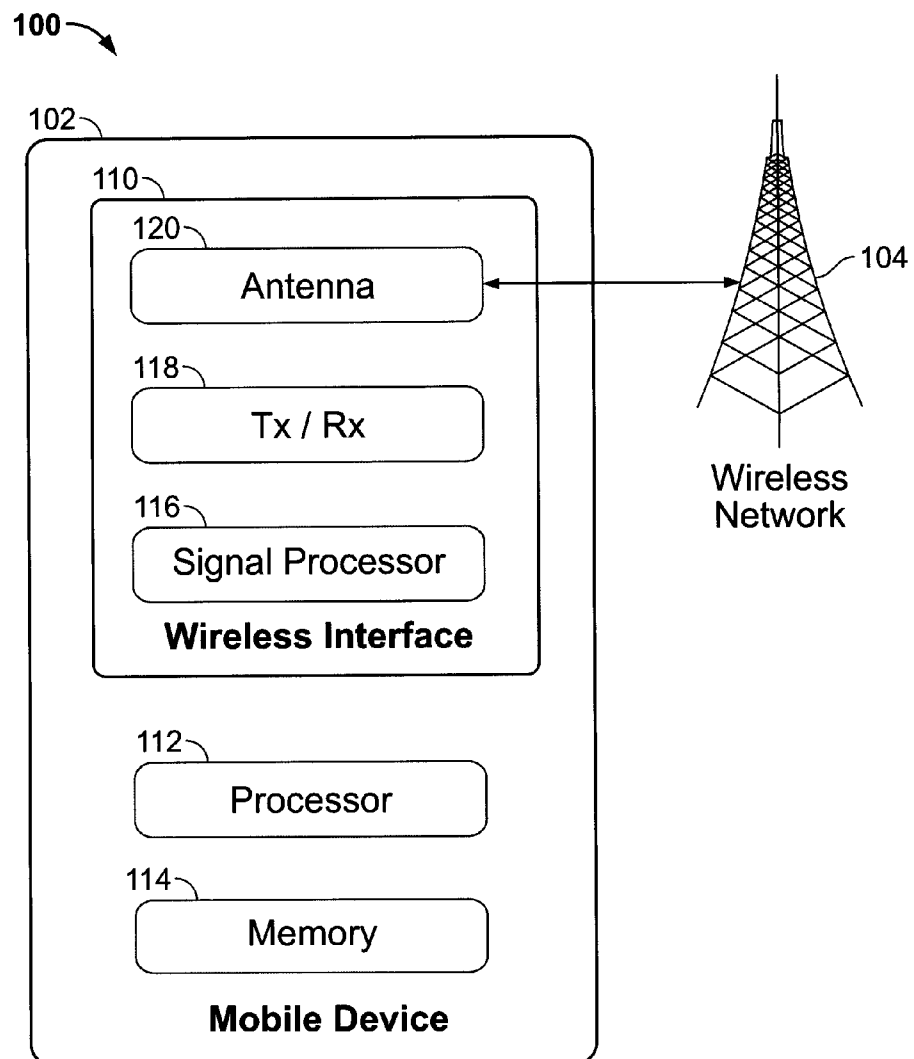 100
102
110
120
Antenna
104
118
Tx / Rx
Wireless
Network
116
Signal Processor
Wireless Interface
112
Processor
114
Memory
Mobile Device